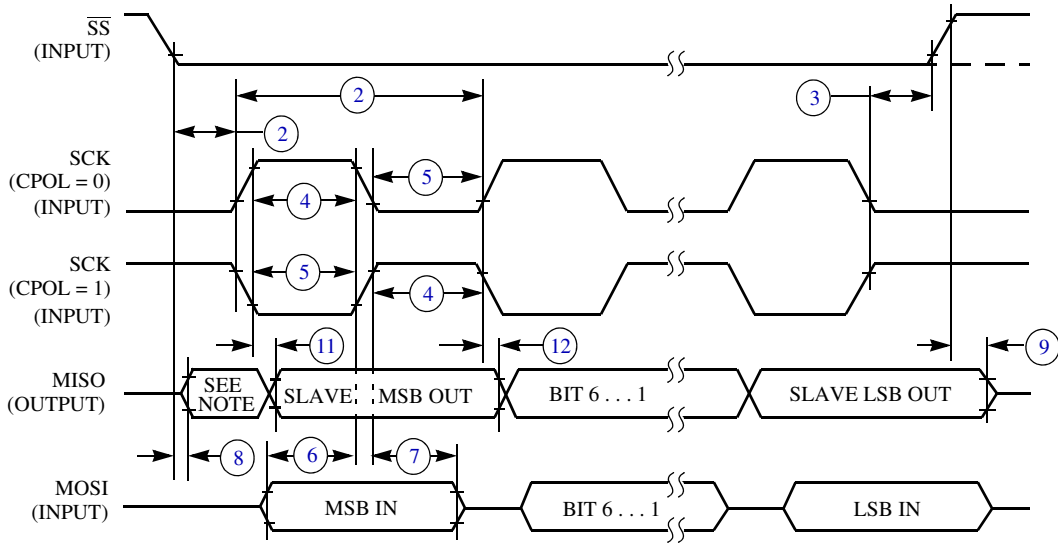 SS
(INPUT)
2
3
2
SCK
(CPOL = 0)
(INPUT)
5
4
SCK
(CPOL = 1)
(INPUT)
5
4
11
12
9
MISO
(OUTPUT)
SEE
NOTE
SLAVE
MSB OUT
BIT 6 . . . 1
SLAVE LSB OUT
8
6
7
MOSI
(INPUT)
MSB IN
BIT 6 . . . 1
LSB IN